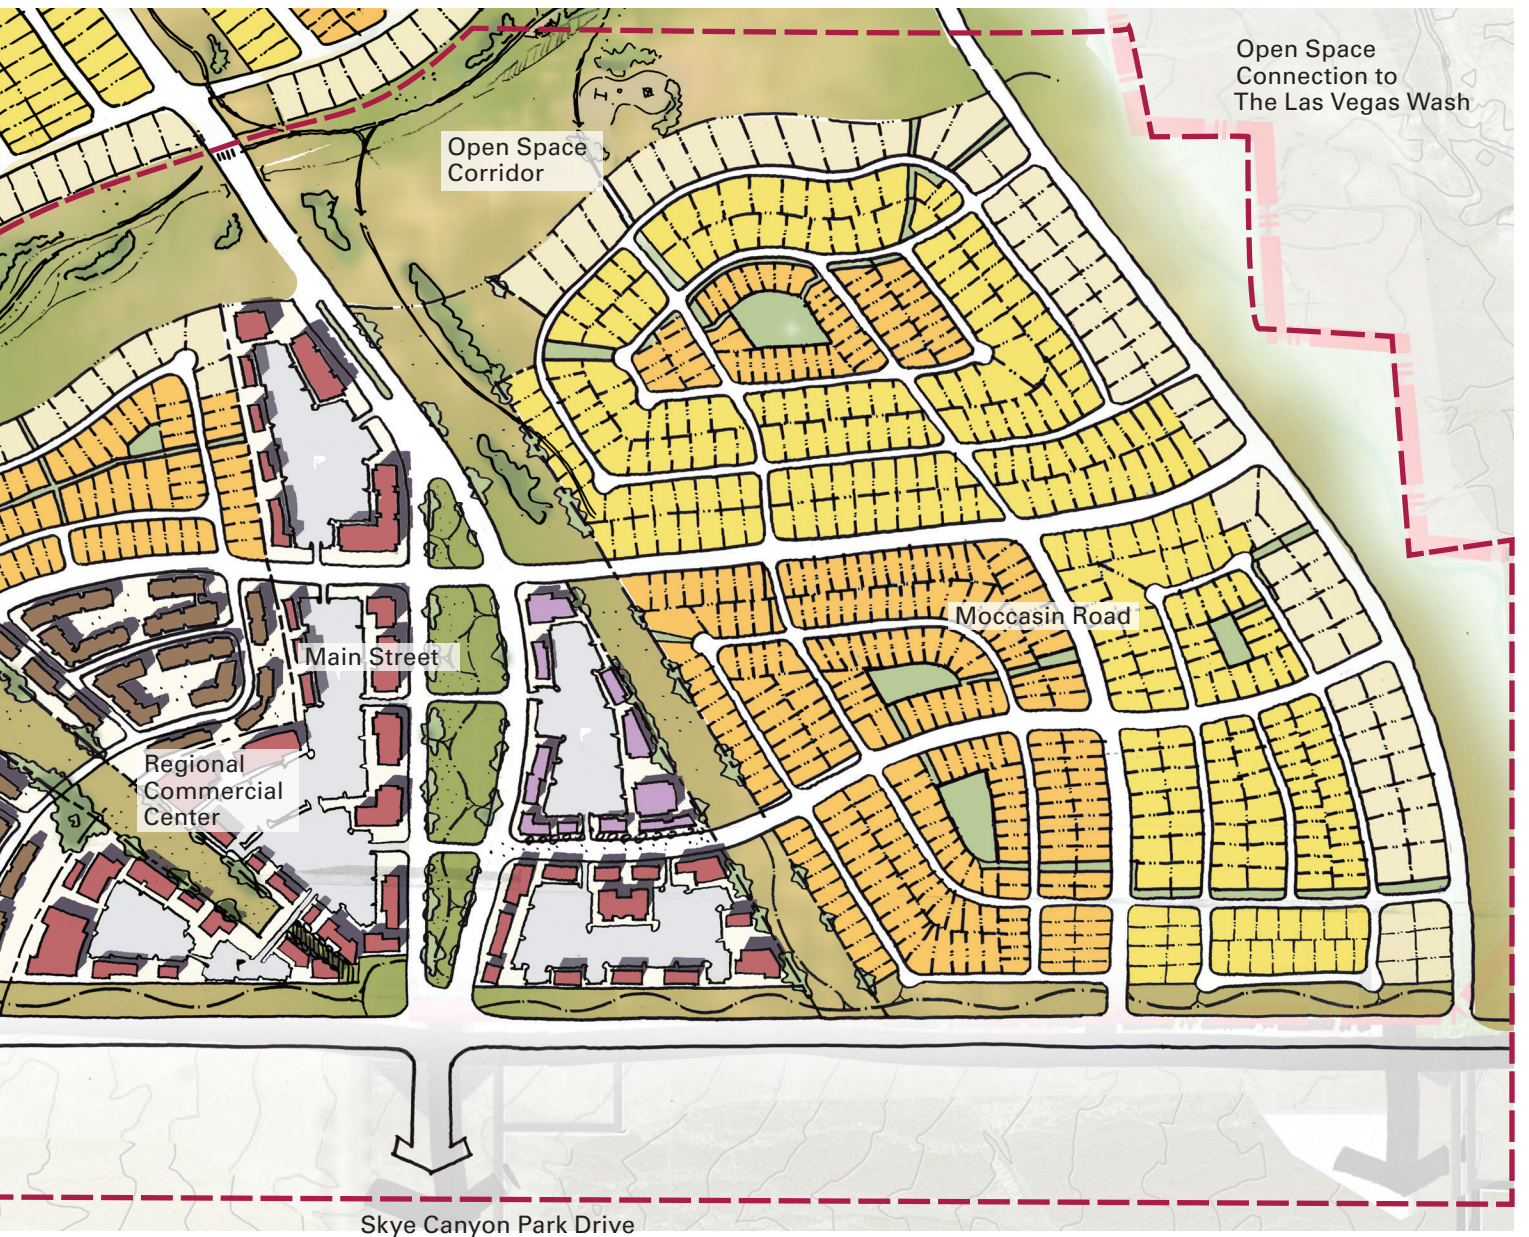 Open Space
Connection to
The Las Vegas Wash
Open Space
Corridor
Moccasin Road
Main Street
Regional
Commercial
Center
Skye Canyon Park Drive